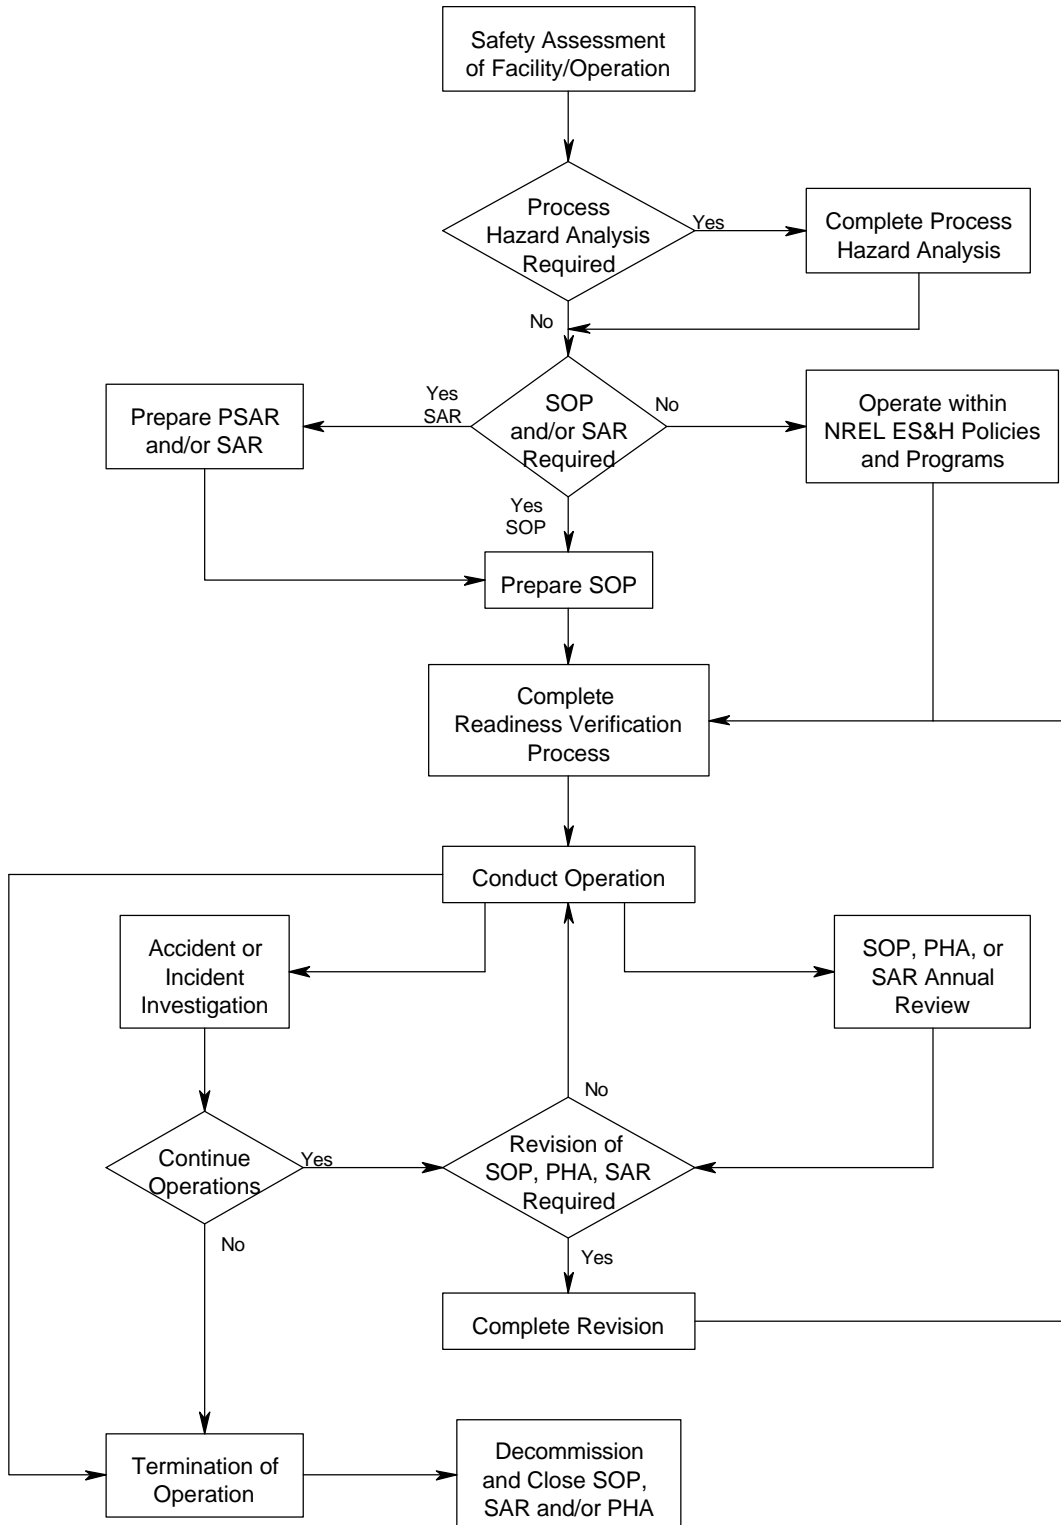 Safety Assessment
of Facility/Operation
Process
Hazard Analysis
Required
Yes
Complete Process
Hazard Analysis
No
Yes
SAR
Prepare PSAR
and/or SAR
SOP
and/or SAR
Required
No
Operate within
NREL ES&H Policies
and Programs
Yes
SOP
Prepare SOP
Complete
Readiness Verification
Process
Conduct Operation
Accident or
Incident
Investigation
SOP, PHA, or
SAR Annual
Review
No
Continue
Operations
Yes
Revision of
SOP, PHA, SAR
Required
No
Yes
Complete Revision
Termination of
Operation
Decommission
and Close SOP,
SAR and/or PHA